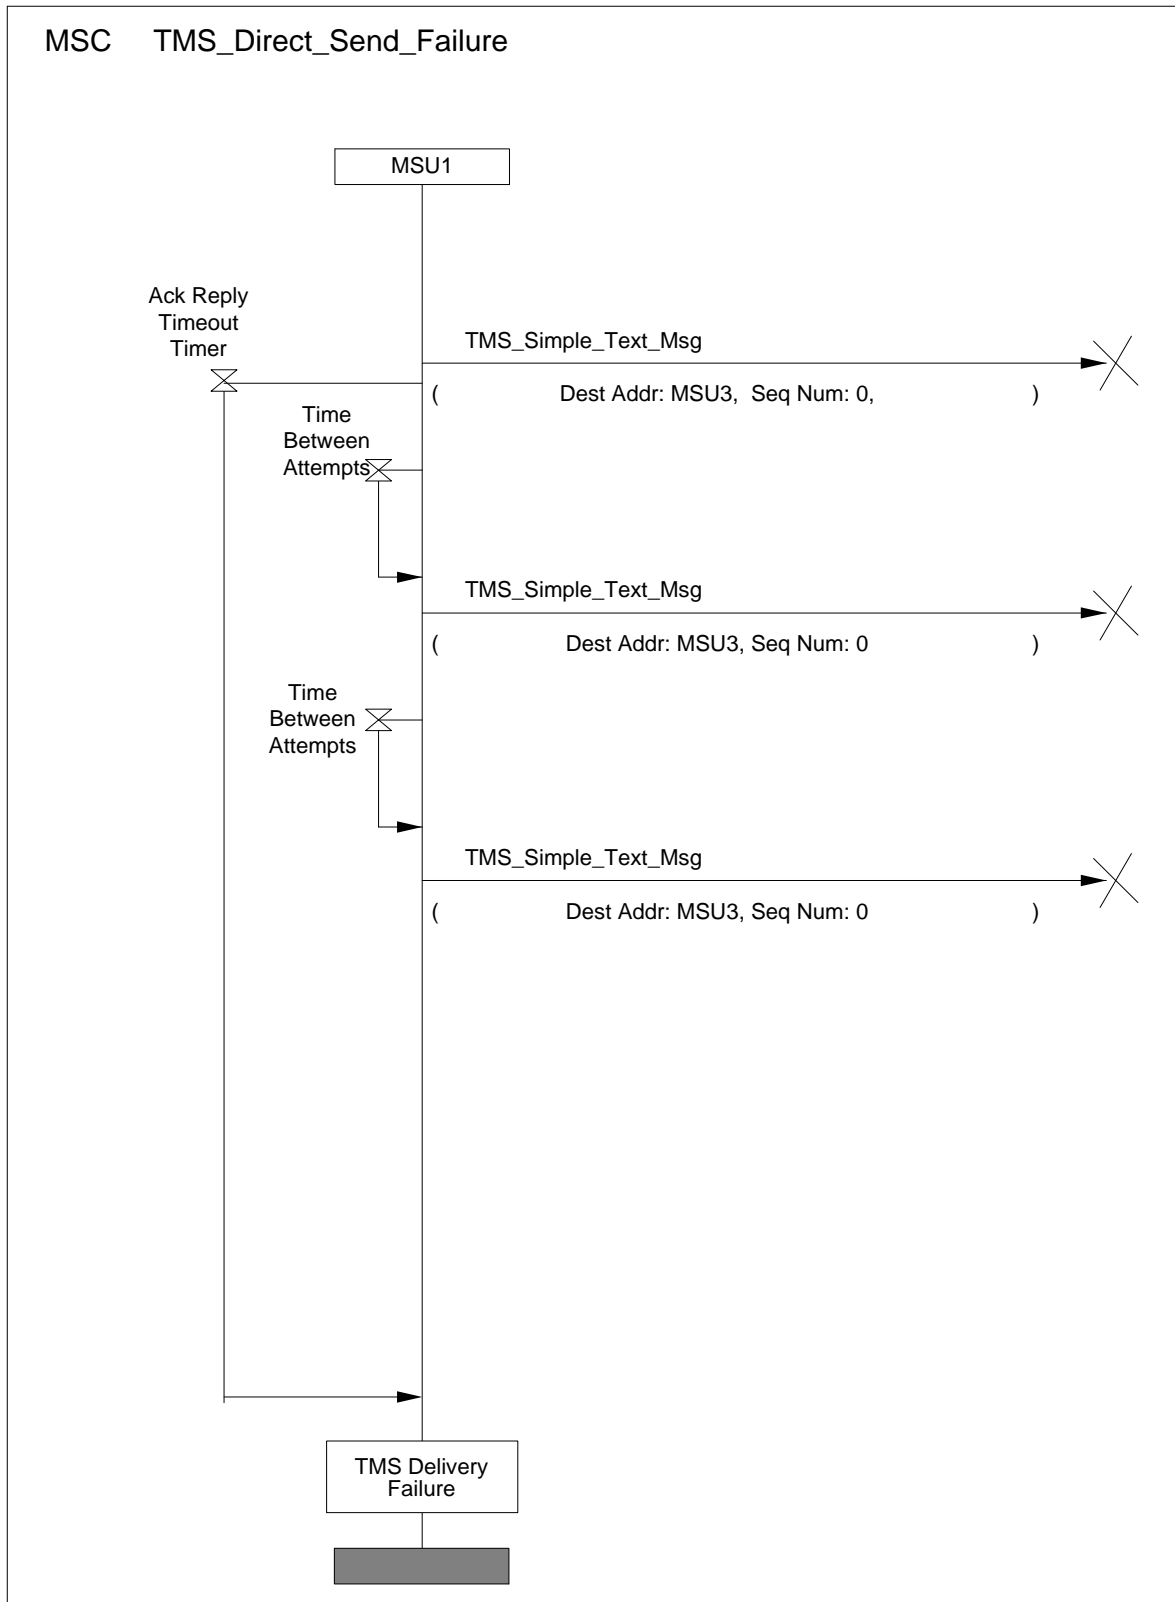 MSC TMS_Direct_Send_Failure
MSU1
Ack Reply
Timeout
Timer
TMS_Simple_Text_Msg
( Dest Addr: MSU3, Seq Num: 0, )
Time
Between
Attempts
TMS_Simple_Text_Msg
( Dest Addr: MSU3, Seq Num: 0 )
Time
Between
Attempts
TMS_Simple_Text_Msg
( Dest Addr: MSU3, Seq Num: 0 )
TMS Delivery
Failure